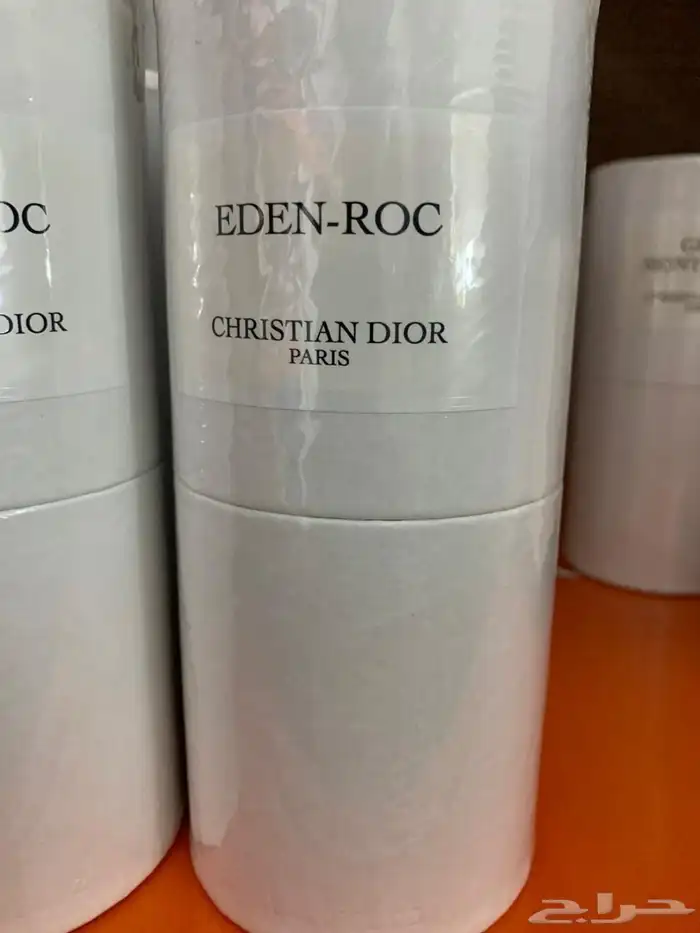 OC
DIOR
EDEN-ROC
CHRISTIAN DIOR
PARIS
حراج